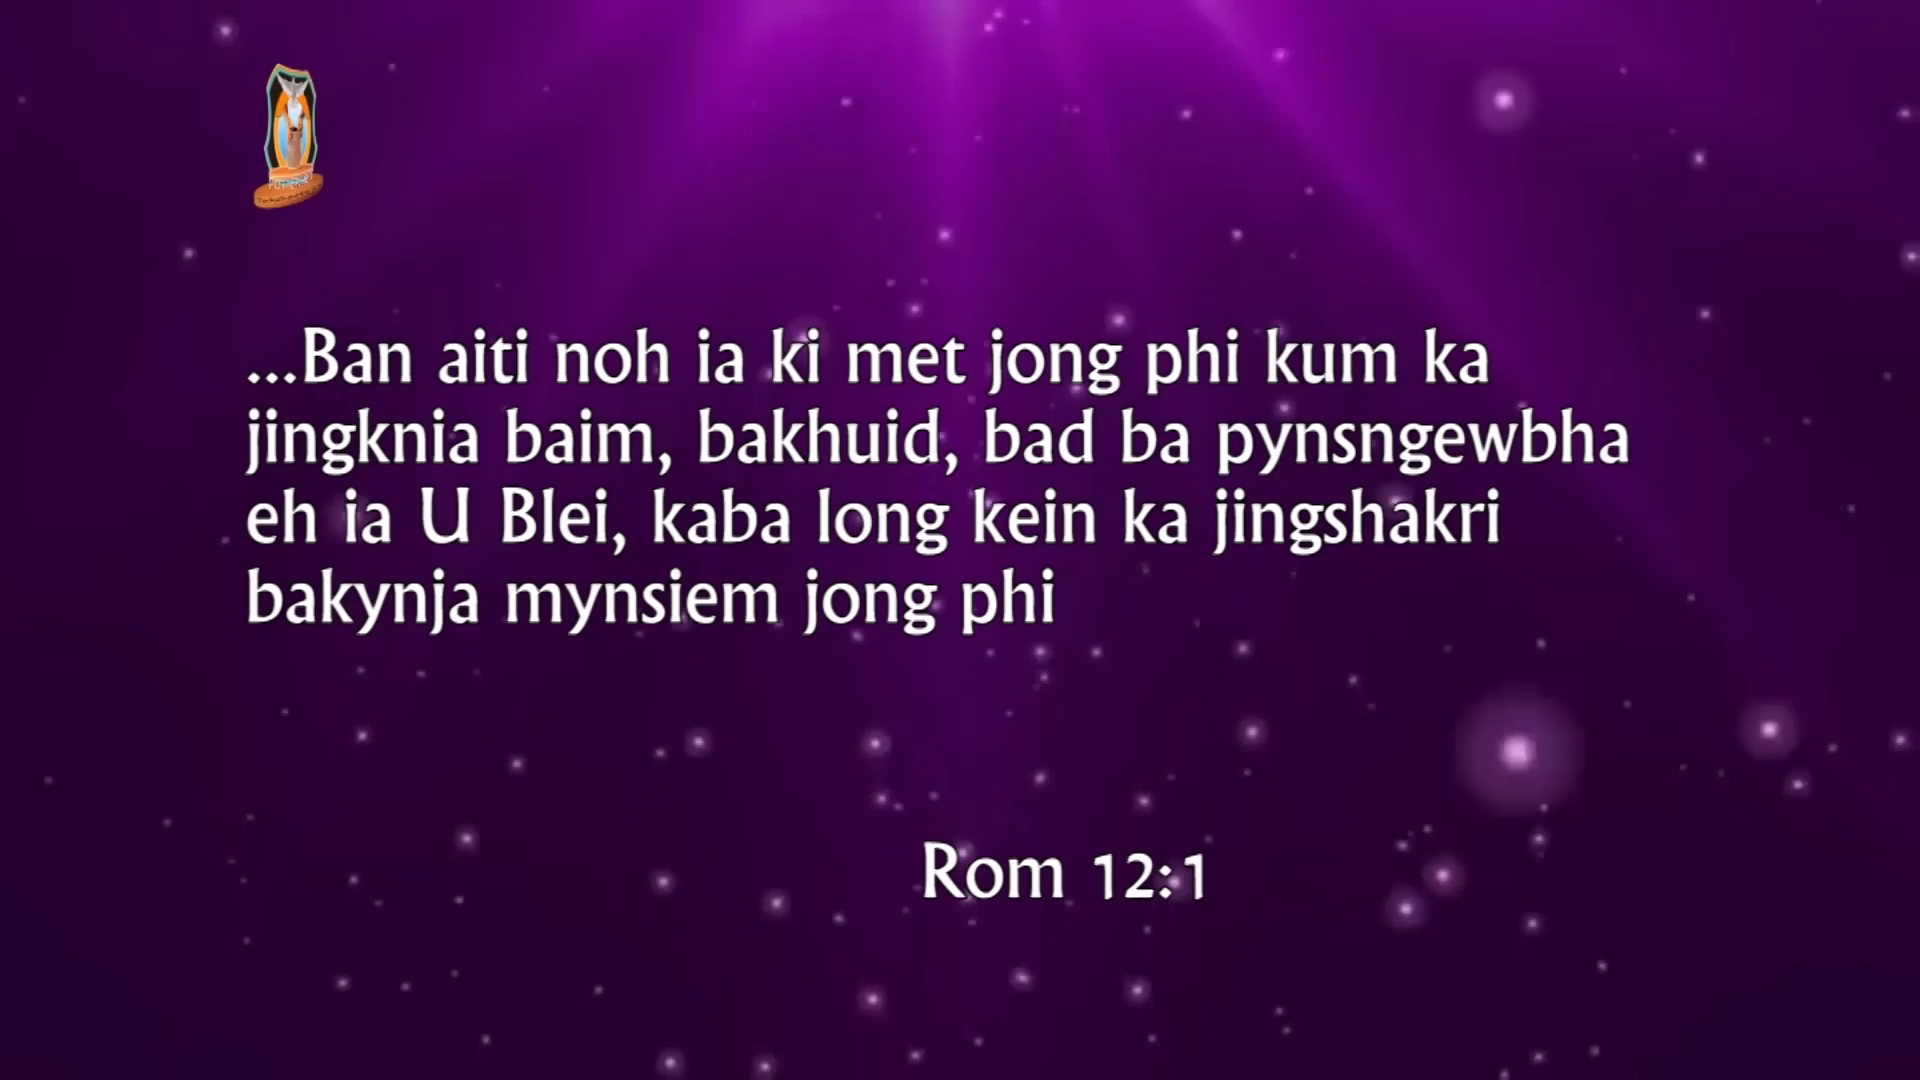 ...Ban aiti noh ia ki met jong phi kum ka
jingknia baim, bakhuid, bad ba pynsngewbha
eh ia U Blei, kaba long kein ka jingshakri
bakynja mynsiem jong phi
Rom 12:1